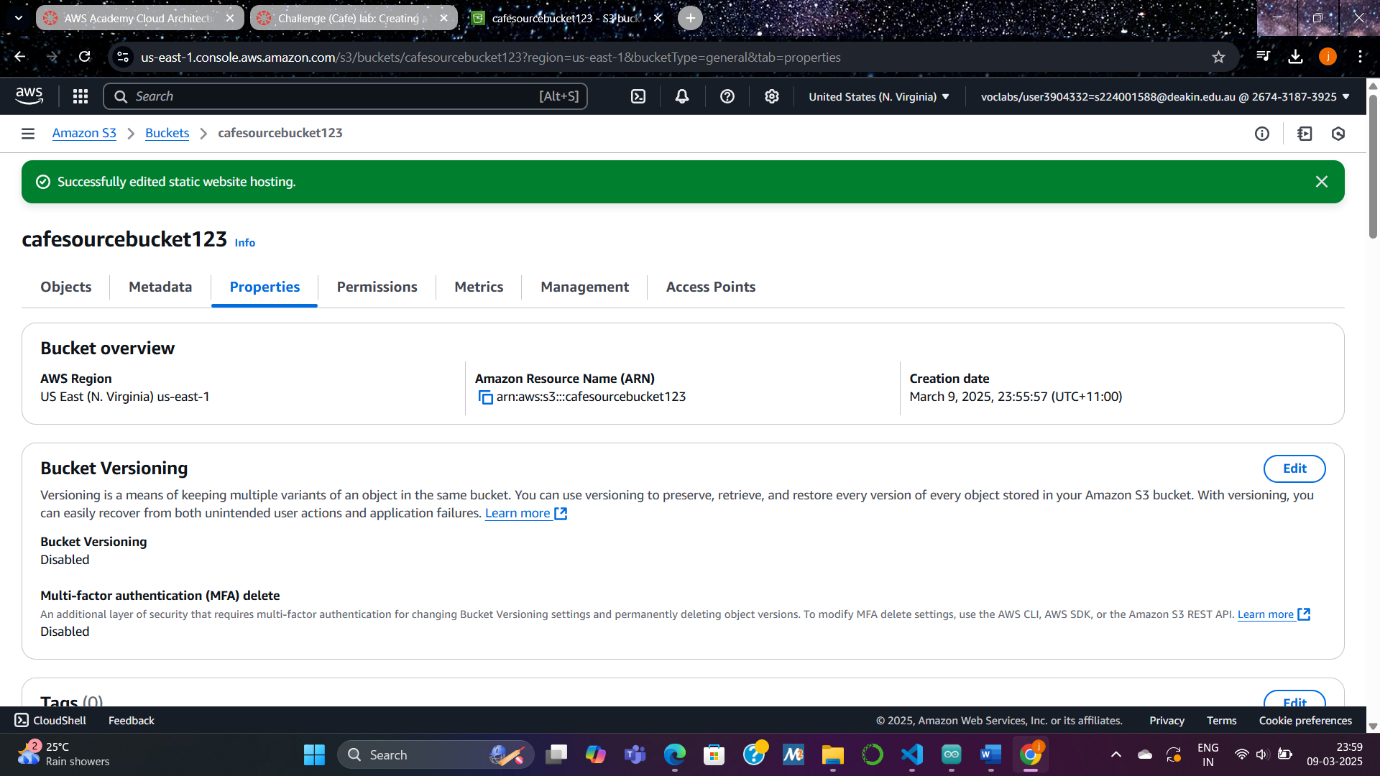 AWS Academy Cloud Architecti
Challenge (Cafe) lab: Creating a
cafesourcebucket123 - S3 buck
us-east-1.console.aws.amazon.com/s3/buckets/cafesourcebucket123?region=us-east-1&bucketType=general&tab=properties
aws
Search
[Alt+S]
United States (N. Virginia)
voclabs/user3904332=s224001588@deakin.edu.au @ 2674-3187-3925
Amazon S3 > Buckets > cafesourcebucket123
Successfully edited static website hosting.
cafesourcebucket123 Info
Objects Metadata Properties Permissions Metrics Management Access Points
Bucket overview
AWS Region
US East (N. Virginia) us-east-1
Amazon Resource Name (ARN)
arn:aws:s3:::cafesourcebucket123
Creation date
March 9, 2025, 23:55:57 (UTC+11:00)
Bucket Versioning
Edit
Versioning is a means of keeping multiple variants of an object in the same bucket. You can use versioning to preserve, retrieve, and restore every version of every object stored in your Amazon S3 bucket. With versioning, you
can easily recover from both unintended user actions and application failures. Learn more
Bucket Versioning
Disabled
Multi-factor authentication (MFA) delete
An additional layer of security that requires multi-factor authentication for changing Bucket Versioning settings and permanently deleting object versions. To modify MFA delete settings, use the AWS CLI, AWS SDK, or the Amazon S3 REST API. Learn more
Disabled
Tags (0)
Edit
CloudShell Feedback
© 2025, Amazon Web Services, Inc. or its affiliates. Privacy Terms Cookie preferences
2
25°C
Rain showers
Search
ENG
IN
23:59
09-03-2025